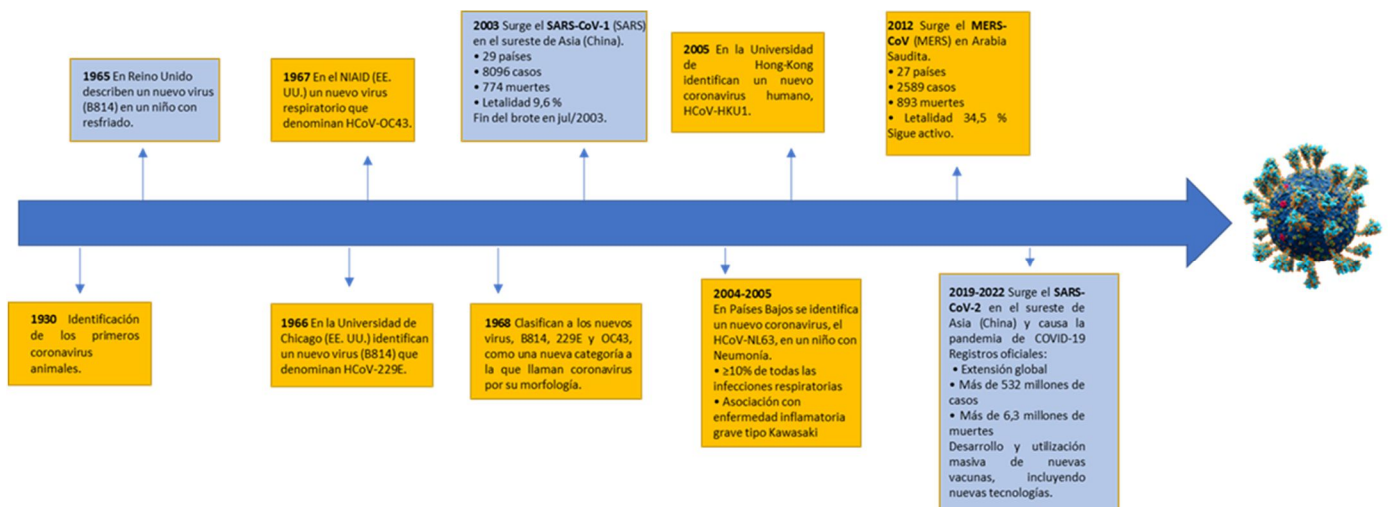 1965 En Reino Unido
describen un nuevo virus
(B814) en un niño con
resfriado.
1967 En el NIAID (EE.
UU.) un nuevo virus
respiratorio que
denominan HCoV-OC43.
2003 Surge el SARS-CoV-1 (SARS)
en el sureste de Asia (China).
• 29 países
• 8096 casos
• 774 muertes
• Letalidad 9,6 %
Fin del brote en jul/2003.
2005 En la Universidad
de Hong-Kong
identifican un nuevo
coronavirus humano,
HCoV-HKU1.
2012 Surge el MERS-
CoV (MERS) en Arabia
Saudita.
• 27 países
• 2589 casos
• 893 muertes
• Letalidad 34,5 %
Sigue activo.
1930 Identificación
de los primeros
coronavirus
animales.
1966 En la Universidad de
Chicago (EE. UU.) identifican
un nuevo virus (B814) que
denominan HCoV-229E.
1968 Clasifican a los nuevos
virus, B814, 229E y OC43,
como una nueva categoría a
la que llaman coronavirus
por su morfología.
2004-2005
En Países Bajos se identifica
un nuevo coronavirus, el
HCoV-NL63, en un niño con
Neumonía.
• ≥10% de todas las
infecciones respiratorias
• Asociación con
enfermedad inflamatoria
grave tipo Kawasaki
2019-2022 Surge el SARS-
CoV-2 en el sureste de
Asia (China) y causa la
pandemia de COVID-19
Registros oficiales:
• Extensión global
• Más de 532 millones de
casos
• Más de 6,3 millones de
muertes
Desarrollo y utilización
masiva de nuevas
vacunas, incluyendo
nuevas tecnologías.